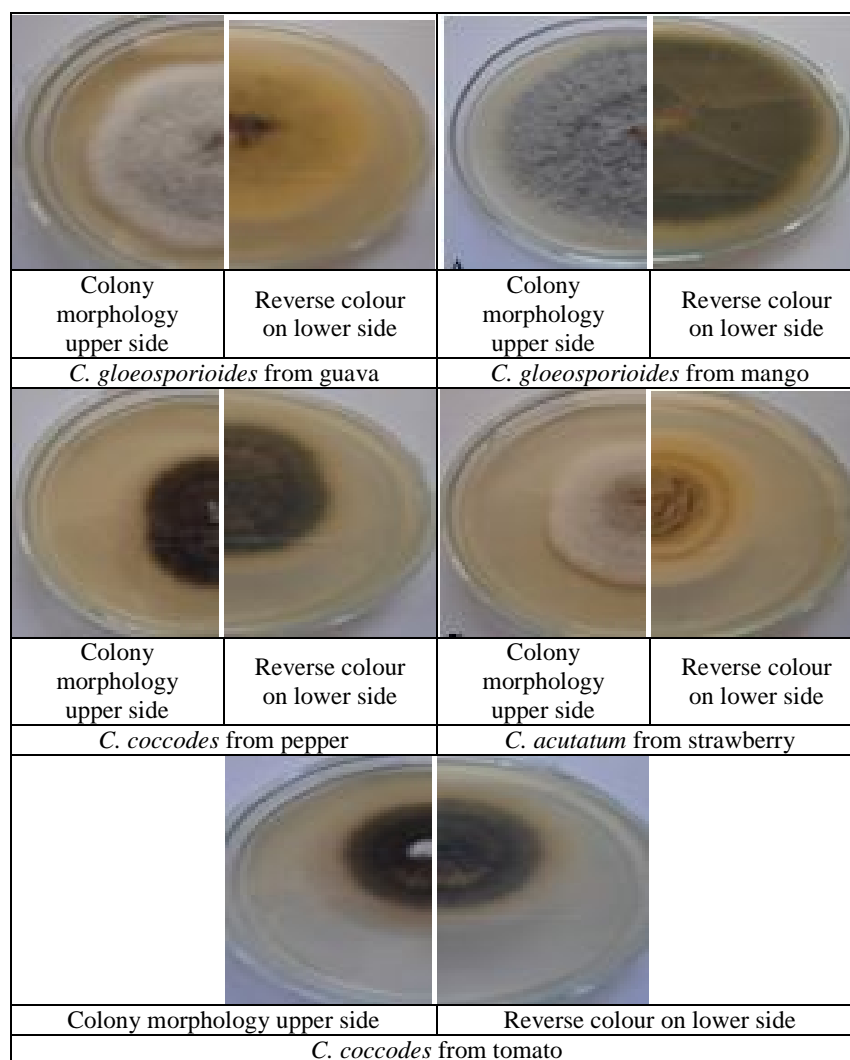 Colony
morphology
upper side
Reverse colour
on lower side
Colony
morphology
upper side
Reverse colour
on lower side
C. gloeosporioides from guava
C. gloeosporioides from mango
Colony
morphology
upper side
Reverse colour
on lower side
Colony
morphology
upper side
Reverse colour
on lower side
C. coccodes from pepper
C. acutatum from strawberry
Colony morphology upper side
Reverse colour on lower side
C. coccodes from tomato